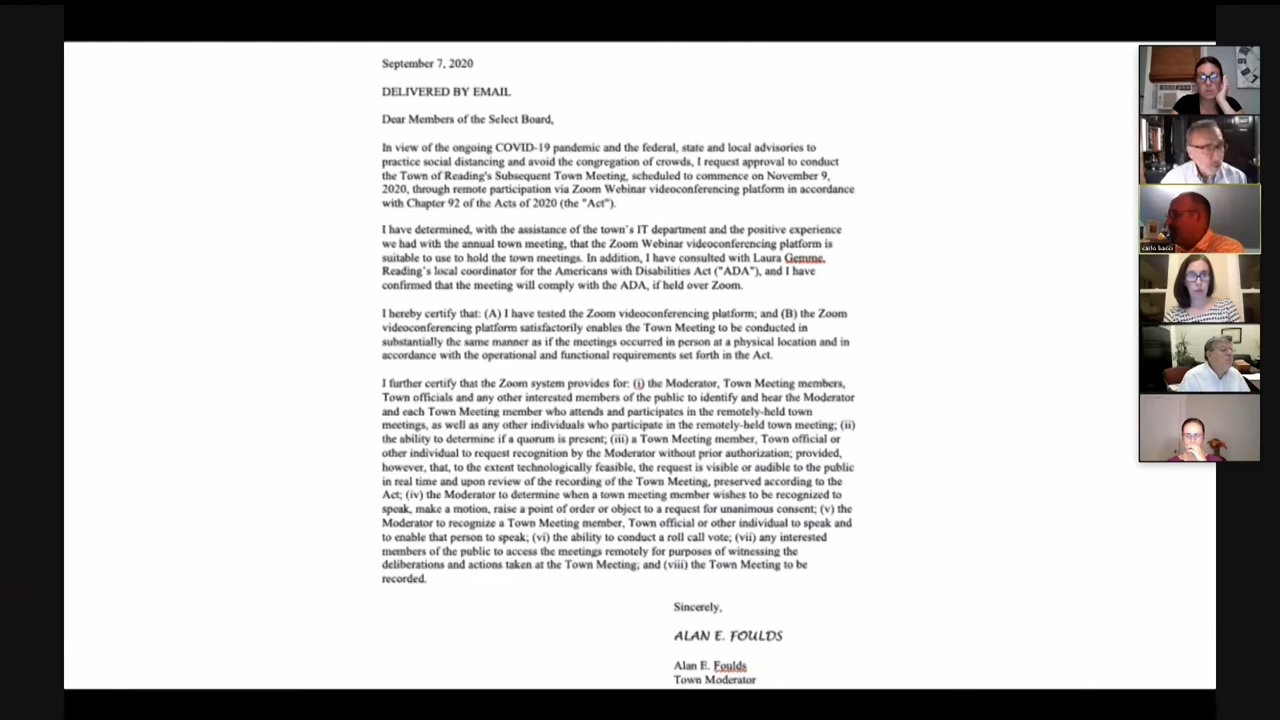 September 7, 2020
DELIVERED BY EMAIL
Dear Members of the Select Board,
In view of the ongoing COVID-19 pandemic and the federal, state and local advisories to
practice social distancing and avoid the congregation of crowds, I request approval to conduct
the Town of Reading's Subsequent Town Meeting, scheduled to commence on November 9,
2020, through remote participation via Zoom Webinar videoconferencing platform in accordance
with Chapter 92 of the Acts of 2020 (the "Act").
I have determined, with the assistance of the town's IT department and the positive experience
we had with the annual town meeting, that the Zoom Webinar videoconferencing platform is
suitable to use to hold the town meetings. In addition, I have consulted with Laura Gemme,
Reading's local coordinator for the Americans with Disabilities Act ("ADA"), and I have
confirmed that the meeting will comply with the ADA, if held over Zoom.
I hereby certify that: (A) I have tested the Zoom videoconferencing platform; and (B) the Zoom
videoconferencing platform satisfactorily enables the Town Meeting to be conducted in
substantially the same manner as if the meetings occurred in person at a physical location and in
accordance with the operational and functional requirements set forth in the Act.
I further certify that the Zoom system provides for: (i) the Moderator, Town Meeting members,
Town officials and any other interested members of the public to identify and hear the Moderator
and each Town Meeting member who attends and participates in the remotely-held town
meetings, as well as any other individuals who participate in the remotely-held town meeting; (ii)
the ability to determine if a quorum is present; (iii) a Town Meeting member, Town official or
other individual to request recognition by the Moderator without prior authorization; provided,
however, that, to the extent technologically feasible, the request is visible or audible to the public
in real time and upon review of the recording of the Town Meeting, preserved according to the
Act; (iv) the Moderator to determine when a town meeting member wishes to be recognized to
speak, make a motion, raise a point of order or object to a request for unanimous consent; (v) the
Moderator to recognize a Town Meeting member, Town official or other individual to speak and
to enable that person to speak; (vi) the ability to conduct a roll call vote; (vii) any interested
members of the public to access the meetings remotely for purposes of witnessing the
deliberations and actions taken at the Town Meeting; and (viii) the Town Meeting to be
recorded.
Sincerely,
ALAN E. FOULDS
Alan E. Foulds
Town Moderator
carlo bacci